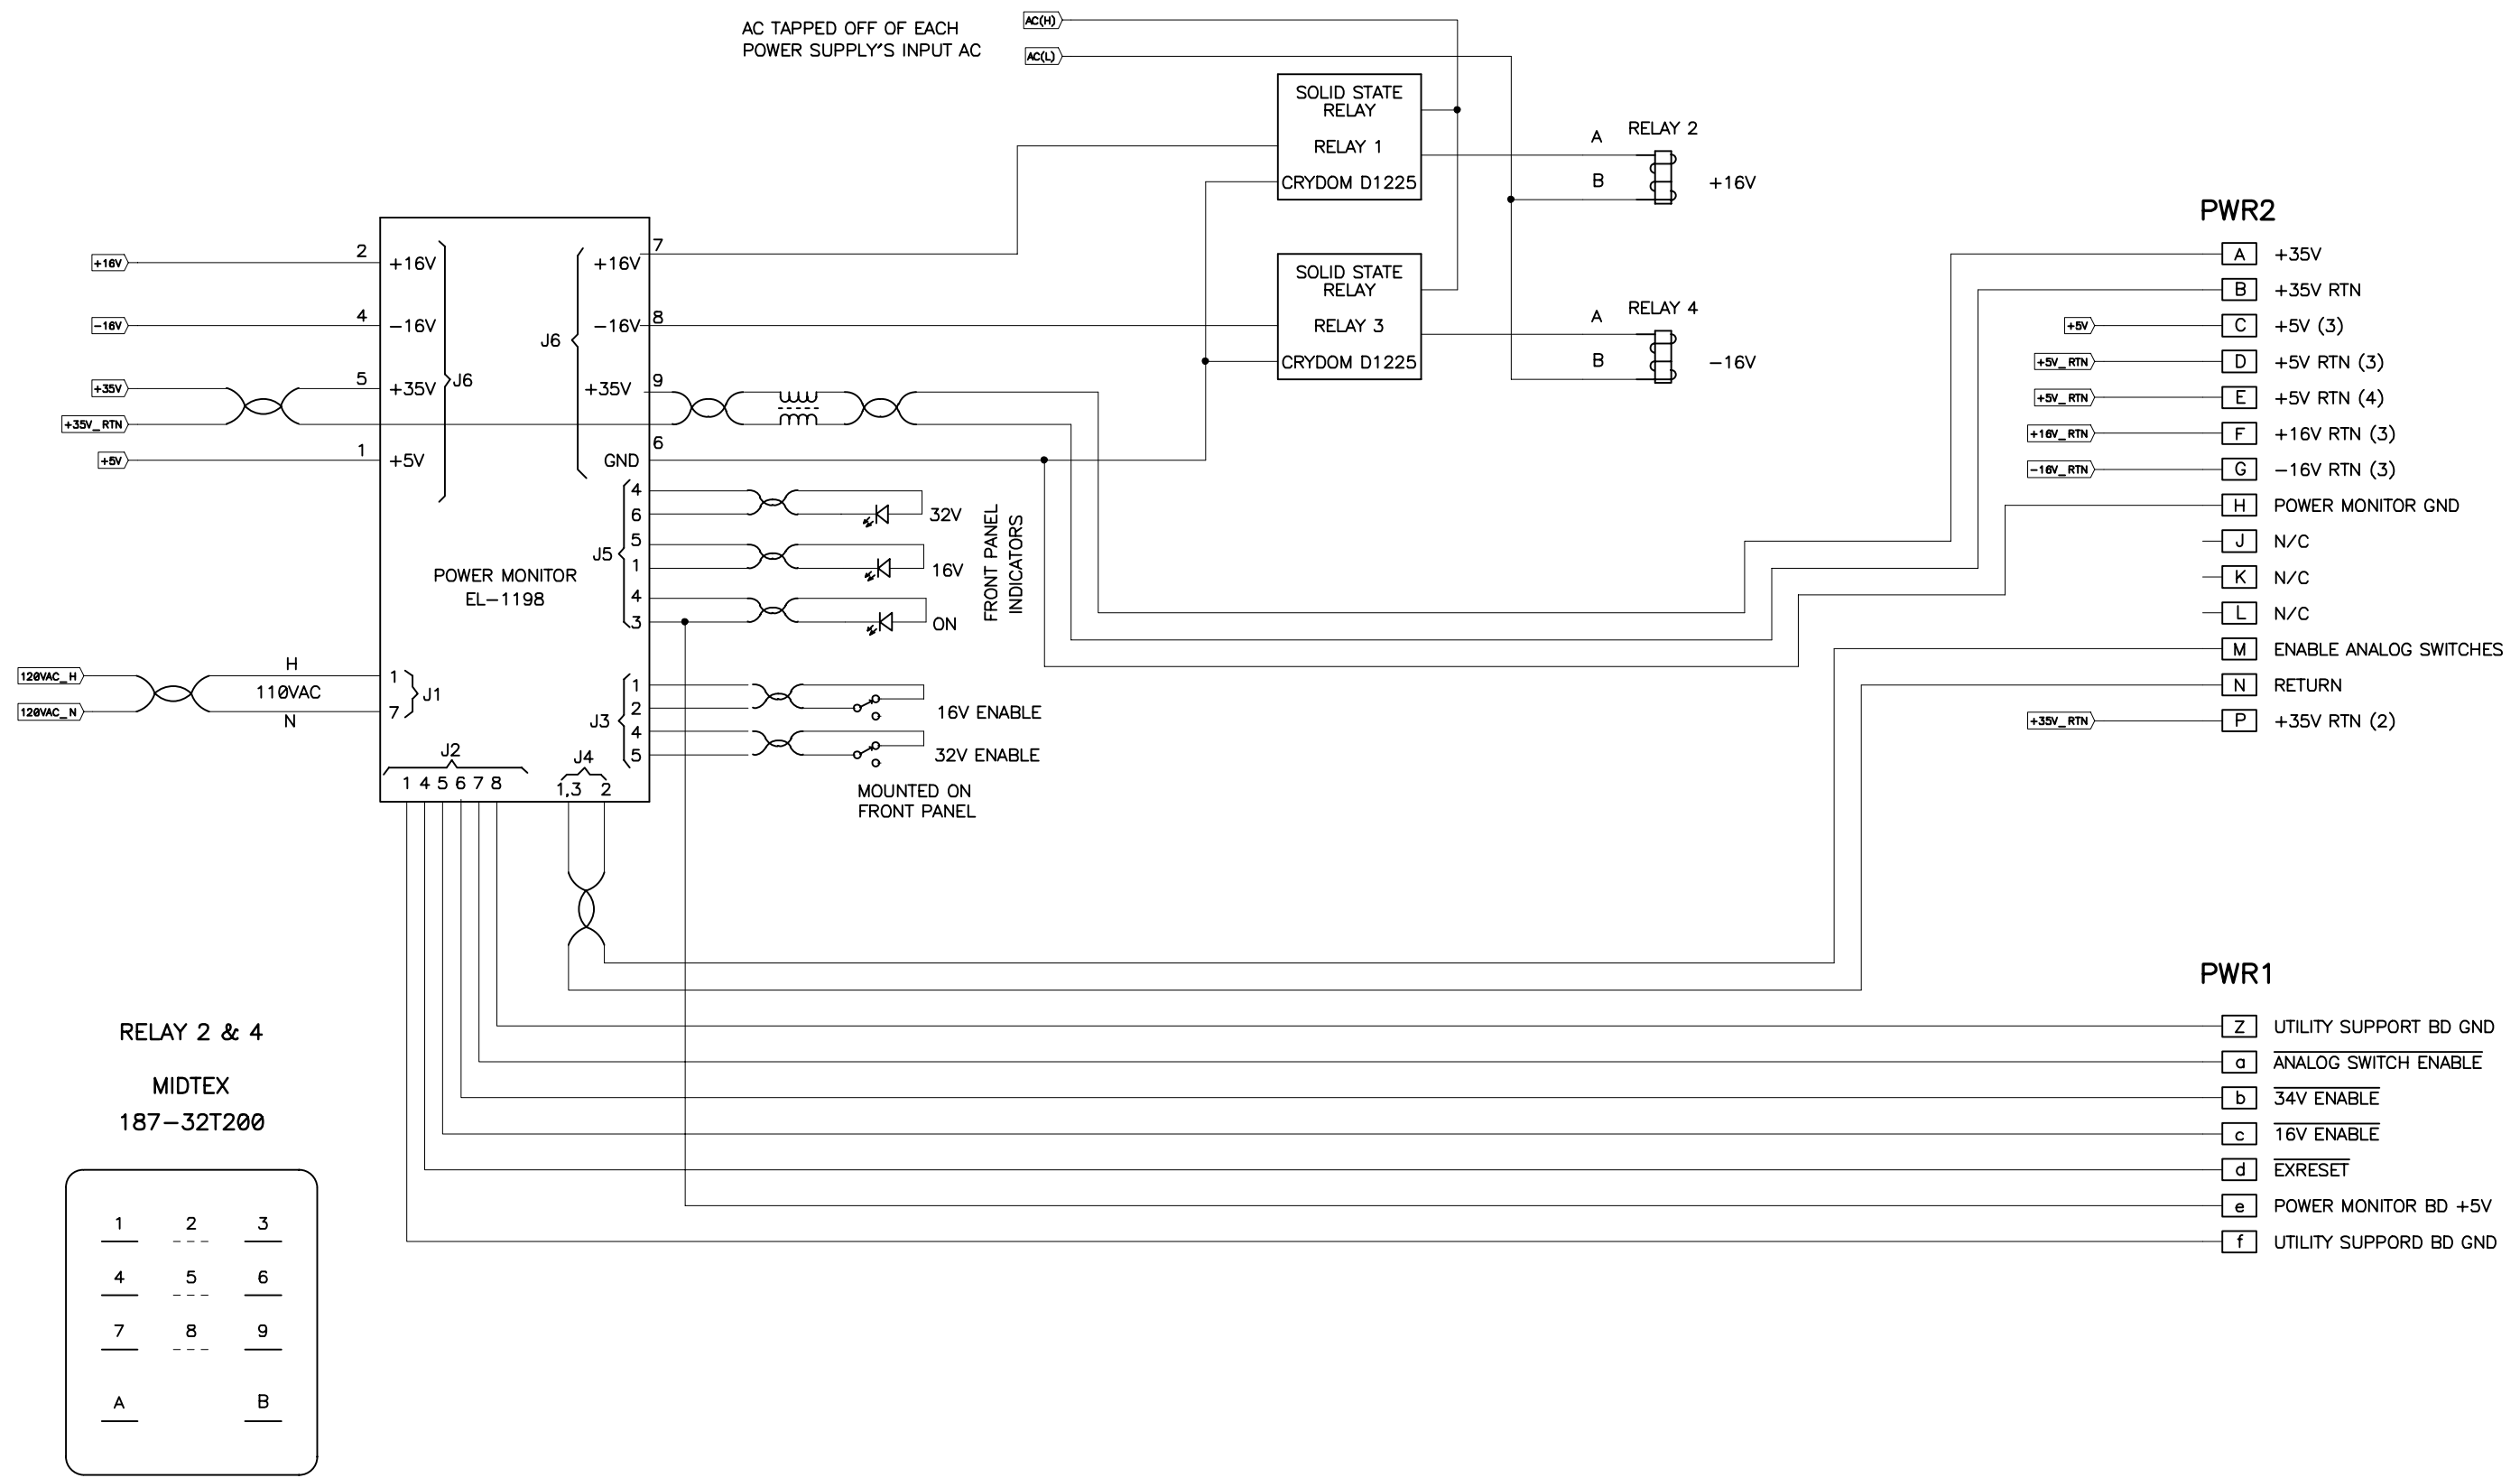 AC TAPPED OFF OF EACH
POWER SUPPLY'S INPUT AC
AC(H)
AC(L)
SOLID STATE
RELAY
RELAY 1
CRYDOM D1225
A
B
RELAY 2
+16V
SOLID STATE
RELAY
RELAY 3
CRYDOM D1225
A
B
RELAY 4
-16V
+16V
-16V
+35V
+35V_RTN
+5V
2
4
5
1
+16V
-16V
+35V
+5V
J6
J6
+16V
-16V
+35V
GND
7
8
9
6
POWER MONITOR
EL-1198
J5
4
6
5
1
4
3
32V
16V
ON
FRONT PANEL
INDICATORS
120VAC_H
120VAC_N
H
110VAC
N
1
7
J1
J3
1
2
4
5
16V ENABLE
32V ENABLE
MOUNTED ON
FRONT PANEL
J2
1 4 5 6 7 8
J4
1,3 2
PWR2
A +35V
B +35V RTN
+5V C +5V (3)
+5V_RTN D +5V RTN (3)
+5V_RTN E +5V RTN (4)
+16V_RTN F +16V RTN (3)
-16V_RTN G -16V RTN (3)
H POWER MONITOR GND
J N/C
K N/C
L N/C
M ENABLE ANALOG SWITCHES
N RETURN
+35V_RTN P +35V RTN (2)
PWR1
Z UTILITY SUPPORT BD GND
a ANALOG SWITCH ENABLE
b 34V ENABLE
c 16V ENABLE
d EXRESET
e POWER MONITOR BD +5V
f UTILITY SUPPORD BD GND
RELAY 2 & 4
MIDTEX
187-32T200
1 2 3
4 5 6
7 8 9
A B